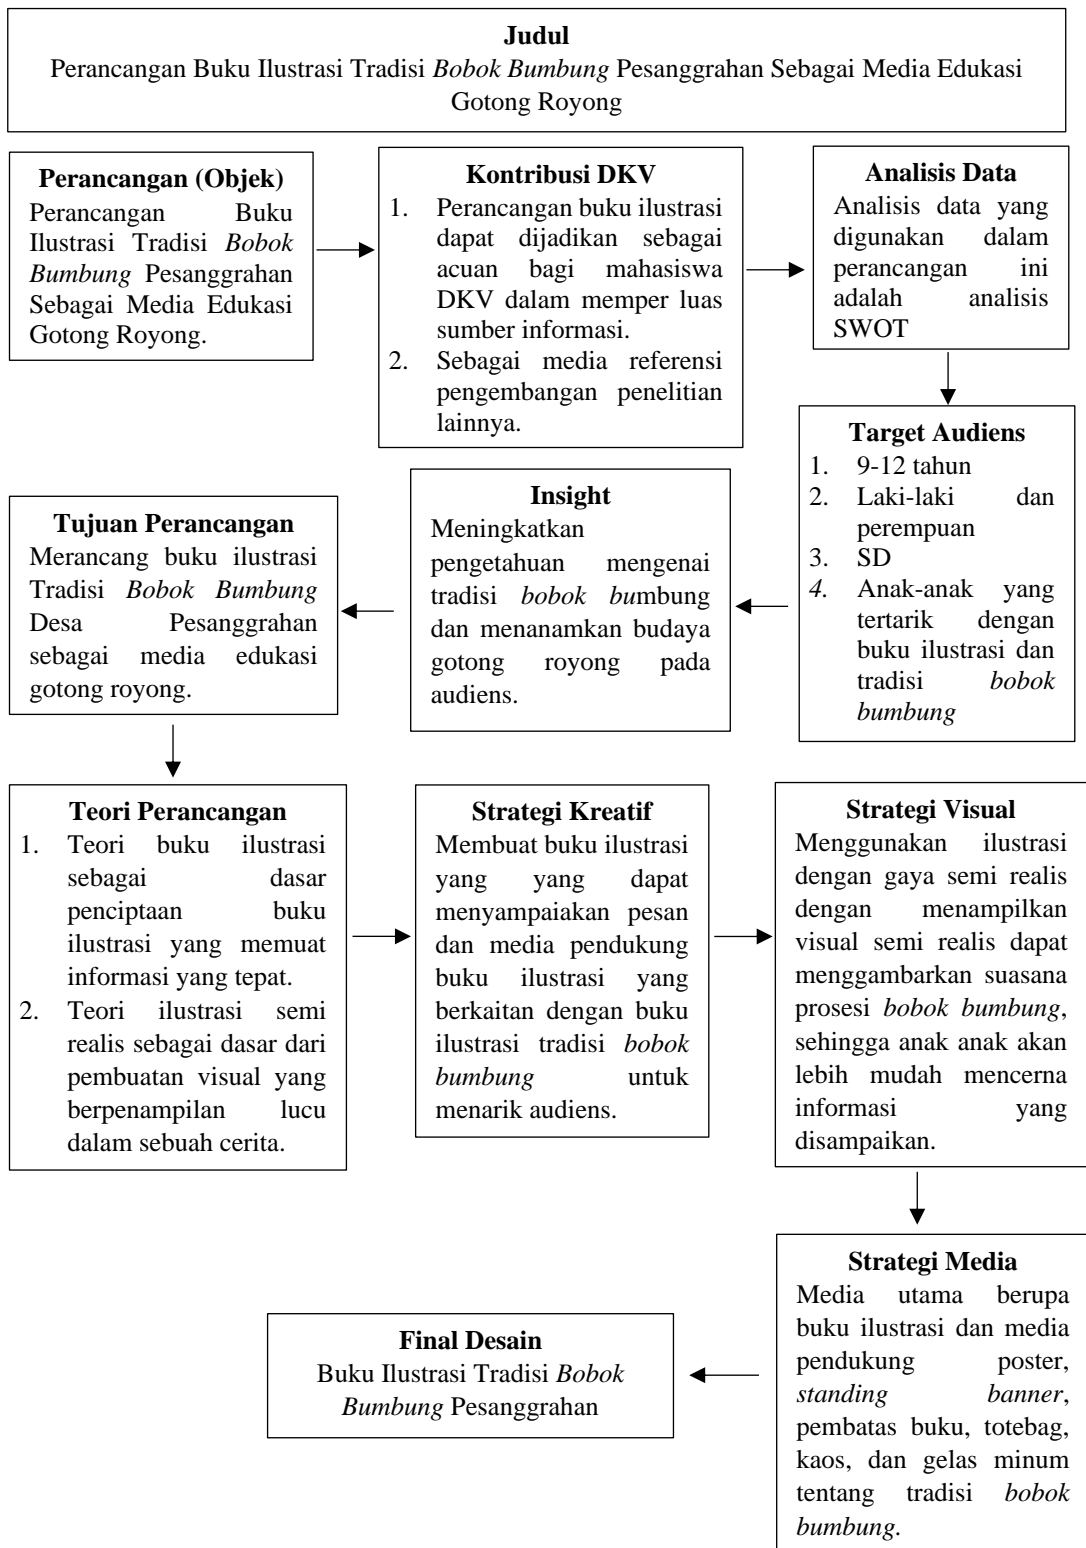 Judul
Perancangan Buku Ilustrasi Tradisi Bobok Bumbung Pesanggrahan Sebagai Media Edukasi
Gotong Royong
Perancangan (Objek)
Perancangan Buku
Ilustrasi Tradisi Bobok
Bumbung Pesanggrahan
Sebagai Media Edukasi
Gotong Royong.
Kontribusi DKV
1. Perancangan buku ilustrasi
dapat dijadikan sebagai
acuan bagi mahasiswa
DKV dalam memper luas
sumber informasi.
2. Sebagai media referensi
pengembangan penelitian
lainnya.
Analisis Data
Analisis data yang
digunakan dalam
perancangan ini
adalah analisis
SWOT
Target Audiens
1. 9-12 tahun
2. Laki-laki dan
perempuan
3. SD
4. Anak-anak yang
tertarik dengan
buku ilustrasi dan
tradisi bobok
bumbung
Insight
Meningkatkan
pengetahuan mengenai
tradisi bobok bumbung
dan menanamkan budaya
gotong royong pada
audiens.
Tujuan Perancangan
Merancang buku ilustrasi
Tradisi Bobok Bumbung
Desa Pesanggrahan
sebagai media edukasi
gotong royong.
Teori Perancangan
1. Teori buku ilustrasi
sebagai dasar
penciptaan buku
ilustrasi yang memuat
informasi yang tepat.
2. Teori ilustrasi semi
realis sebagai dasar dari
pembuatan visual yang
berpenampilan lucu
dalam sebuah cerita.
Strategi Kreatif
Membuat buku ilustrasi
yang yang dapat
menyampaiakan pesan
dan media pendukung
buku ilustrasi yang
berkaitan dengan buku
ilustrasi tradisi bobok
bumbung untuk
menarik audiens.
Strategi Visual
Menggunakan ilustrasi
dengan gaya semi realis
dengan menampilkan
visual semi realis dapat
menggambarkan suasana
prosesi bobok bumbung,
sehingga anak anak akan
lebih mudah mencerna
informasi yang
disampaikan.
Strategi Media
Media utama berupa
buku ilustrasi dan media
pendukung poster,
standing banner,
pembatas buku, totebag,
kaos, dan gelas minum
tentang tradisi bobok
bumbung.
Final Desain
Buku Ilustrasi Tradisi Bobok
Bumbung Pesanggrahan